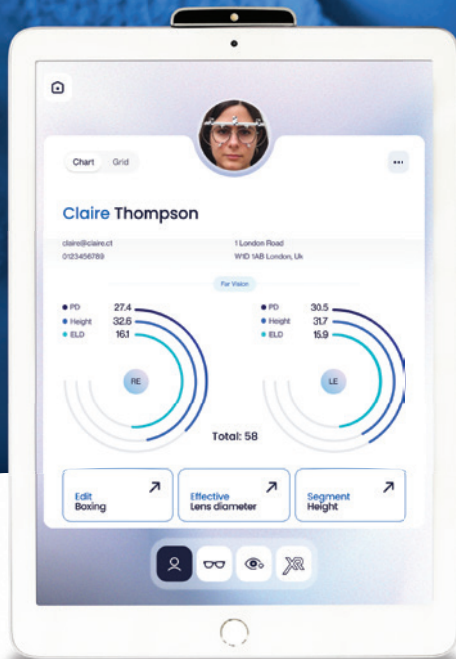 Chart Grid
Claire Thompson
claire@claire.ct
0123456789
1 London Road
W1D 1AB London, Uk
Far Vision
PD 27.4
Height 32.6
ELD 16.1
RE
PD 30.5
Height 31.7
ELD 15.9
LE
Total: 58
Edit
Boxing
Effective
Lens diameter
Segment
Height
XR